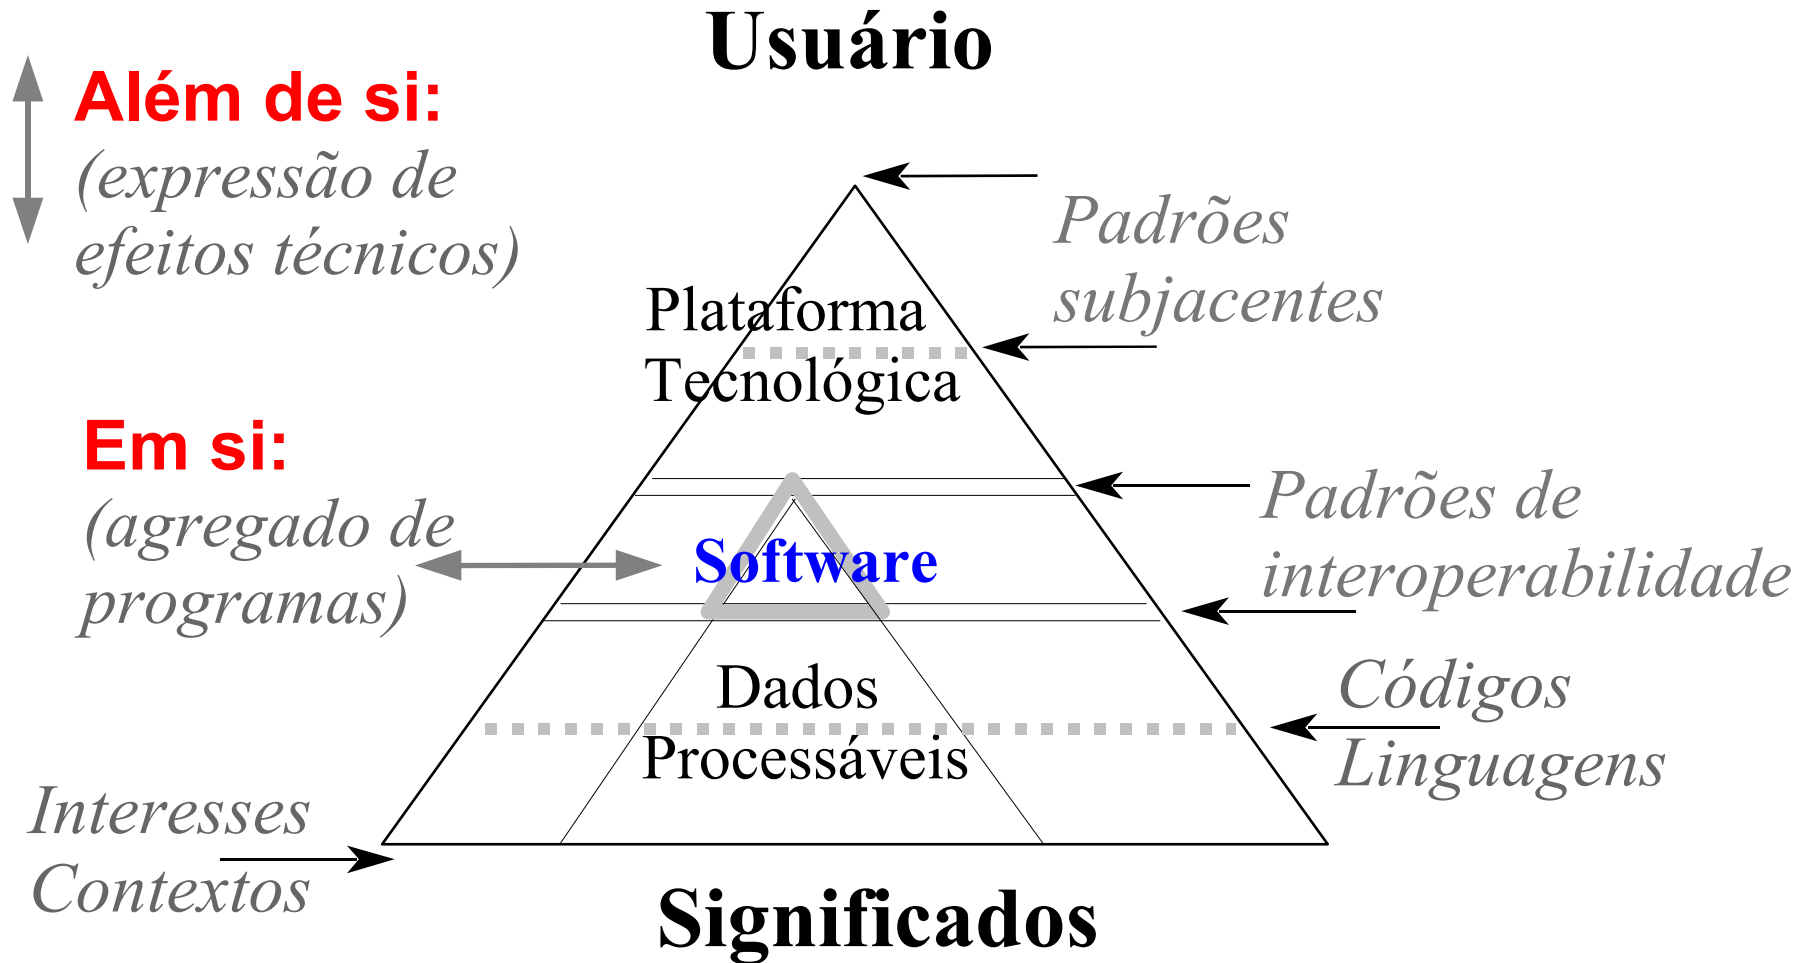 Usuário
Além de si:
(expressão de
efeitos técnicos)
Padrões
subjacentes
Plataforma
Tecnológica
Em si:
(agregado de
programas)
Software
Padrões de
interoperabilidade
Dados
Processáveis
Códigos
Linguagens
Interesses
Contextos
Significados